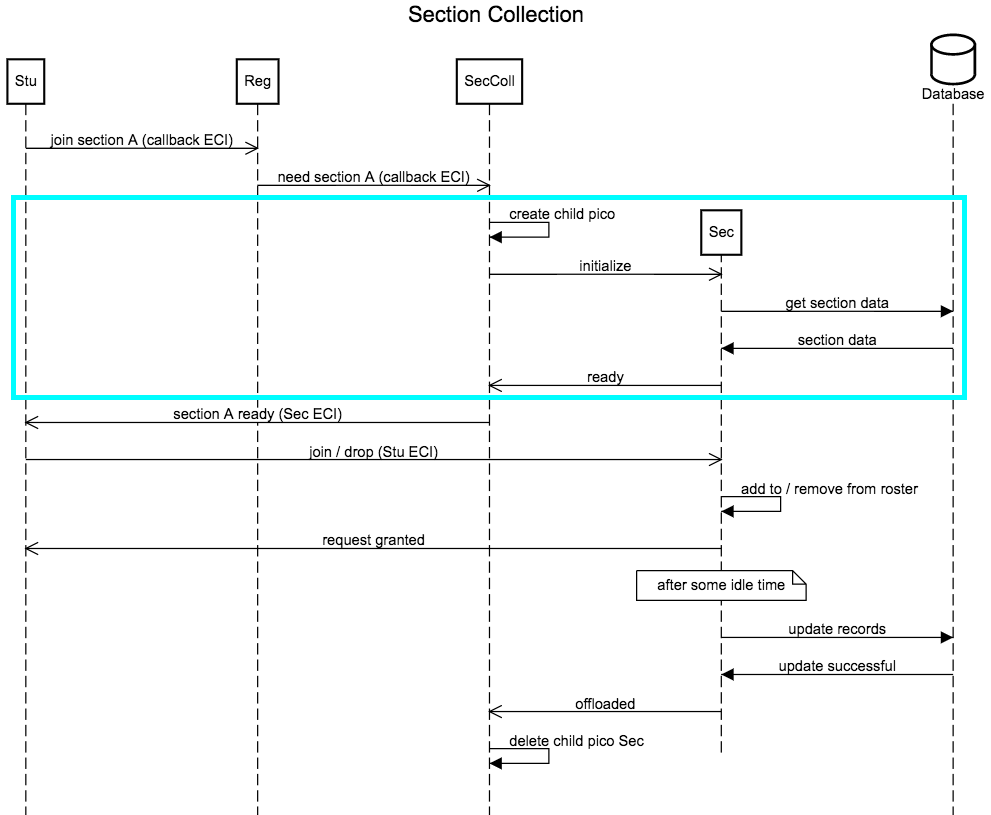 Section Collection
Stu
Reg
SecColl
Database
join section A (callback ECI)
need section A (callback ECI)
create child pico
Sec
initialize
get section data
section data
ready
section A ready (Sec ECI)
join / drop (Stu ECI)
add to / remove from roster
request granted
after some idle time
update records
update successful
offloaded
delete child pico Sec